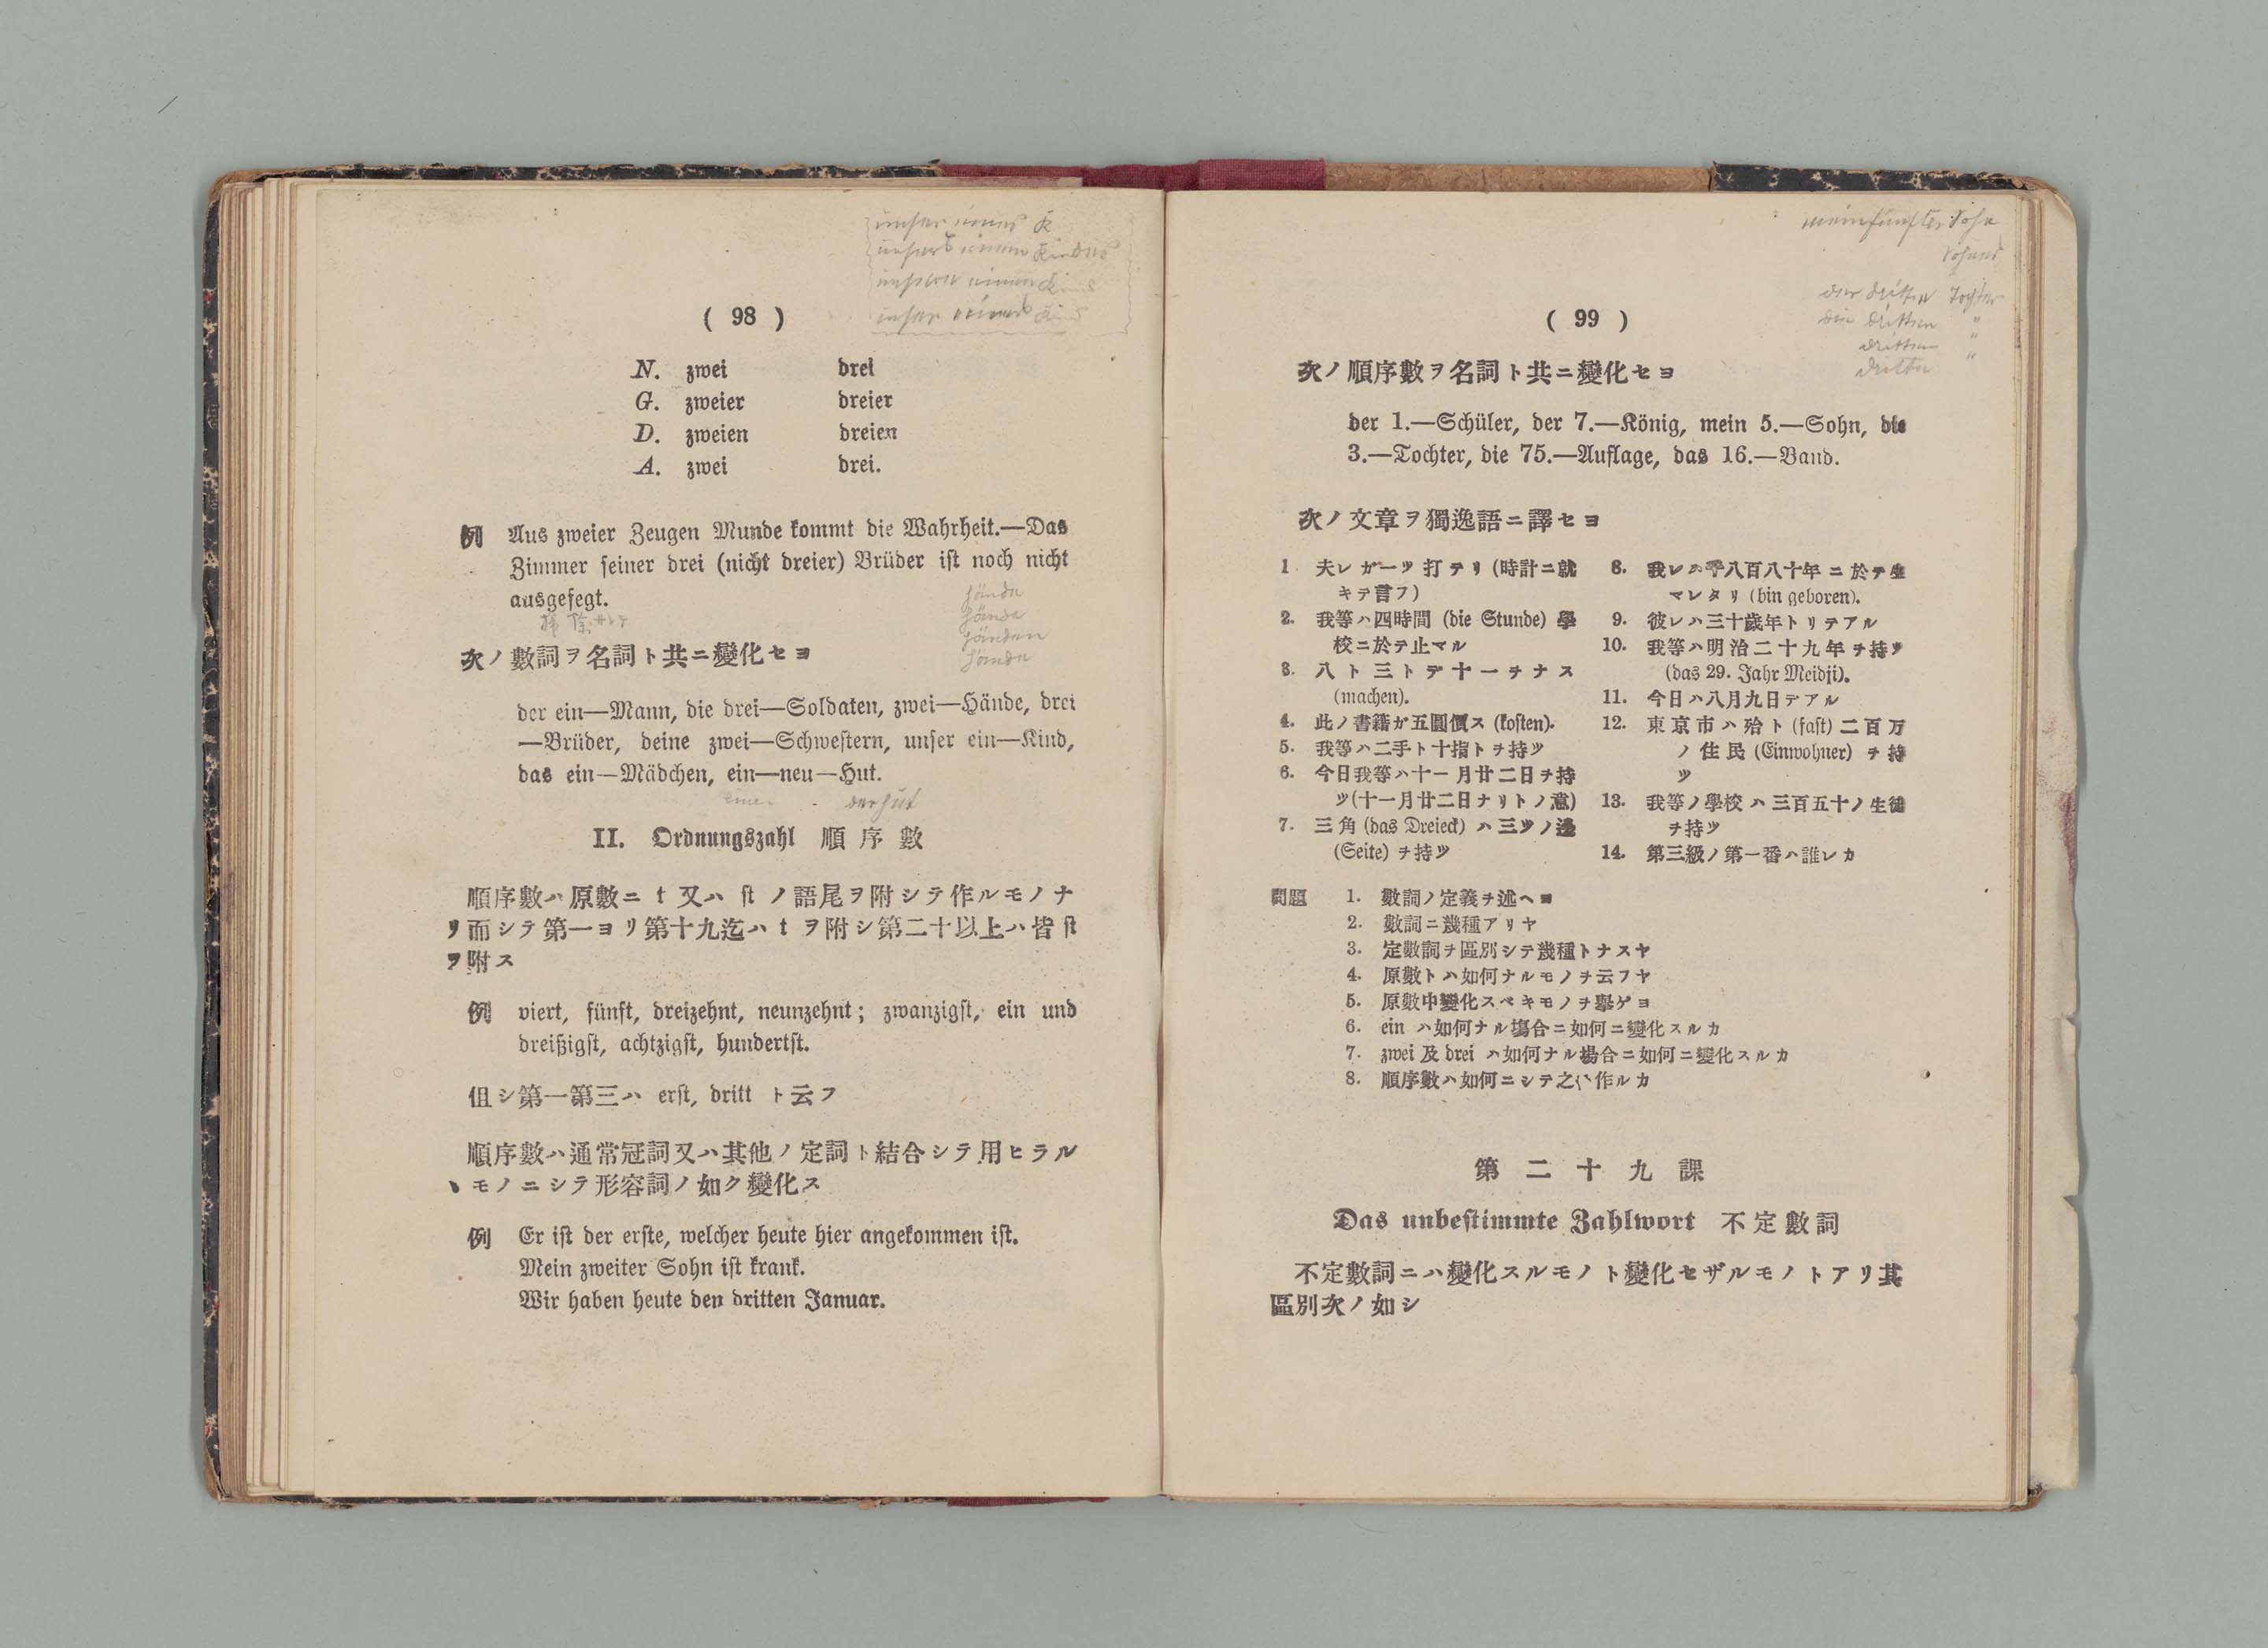 ( 98 )
N. zwei drei
G. zweier dreier
D. zweien dreien
A. zwei drei.
例 Aus zweier Zeugen Munde kommt die Wahrheit.—Das
Zimmer seiner drei (nicht dreier) Brüder ist noch nicht
ausgefegt.
次ノ數詞ヲ名詞ト共ニ變化セヨ
der ein—Mann, die drei—Soldaten, zwei—Hände, drei
—Brüder, deine zwei—Schwestern, unser ein—Kind,
das ein—Mädchen, ein—neu—Hut.
der Hut
II. Ordnungszahl 順序數
順序數ハ原數ニ t 又ハ st ノ語尾ヲ附シテ作ルモノナ
リ而シテ第一ヨリ第十九迄ハ t ヲ附シ第二十以上ハ皆 st
ヲ附ス
例 viert, fünft, dreizehnt, neunzehnt; zwanzigst, ein und
dreißigst, achtzigst, hundertst.
伹シ第一第三ハ erst, dritt ト云フ
順序數ハ通常冠詞又ハ其他ノ定詞ト結合シテ用ヒラル
ヽモノニシテ形容詞ノ如ク變化ス
例 Er ist der erste, welcher heute hier angekommen ist.
Mein zweiter Sohn ist krank.
Wir haben heute den dritten Januar.
mein fünfter Sohn
Sohnes
der dritten Tochter
die dritten "
dritten "
dritte "
( 99 )
次ノ順序數ヲ名詞ト共ニ變化セヨ
der 1.—Schüler, der 7.—König, mein 5.—Sohn, die
3.—Tochter, die 75.—Auflage, das 16.—Band.
次ノ文章ヲ獨逸語ニ譯セヨ
1 夫レガ一ツ打テリ(時計ニ就
キテ言フ)
2. 我等ハ四時間 (die Stunde) 學
校ニ於テ止マル
3. 八ト三トデ十一チナス
(machen).
4. 此ノ書籍ガ五圓價ス (kosten).
5. 我等ハ二手ト十指トチ持ツ
6. 今日我等ハ十一月廿二日チ持
ツ(十一月廿二日ナリトノ意)
7. 三角 (das Dreieck) ハ三ツノ邊
(Seite) チ持ツ
8. 我レハ千八百八十年ニ於テ生
マレタリ (bin geboren).
9. 彼レハ三十歲年トリテアル
10. 我等ハ明治二十九年チ持ツ
(das 29. Jahr Meidji).
11. 今日ハ八月九日デアル
12. 東京市ハ殆ト (fast) 二百万
ノ住民 (Einwohner) チ持
ツ
13. 我等ノ學校ハ三百五十ノ生徒
チ持ツ
14. 第三級ノ第一番ハ誰レカ
問題 1. 數詞ノ定義チ述ヘヨ
2. 數詞ニ幾種アリヤ
3. 定數詞チ區別シテ幾種トナスヤ
4. 原數トハ如何ナルモノチ云フヤ
5. 原數中變化スベキモノチ擧ゲヨ
6. ein ハ如何ナル塲合ニ如何ニ變化スルカ
7. zwei 及 drei ハ如何ナル塲合ニ如何ニ變化スルカ
8. 順序數ハ如何ニシテ之ヲ作ルカ
第二十九課
Das unbestimmte Zahlwort 不定數詞
不定數詞ニハ變化スルモノト變化セザルモノトアリ其
區別次ノ如シ